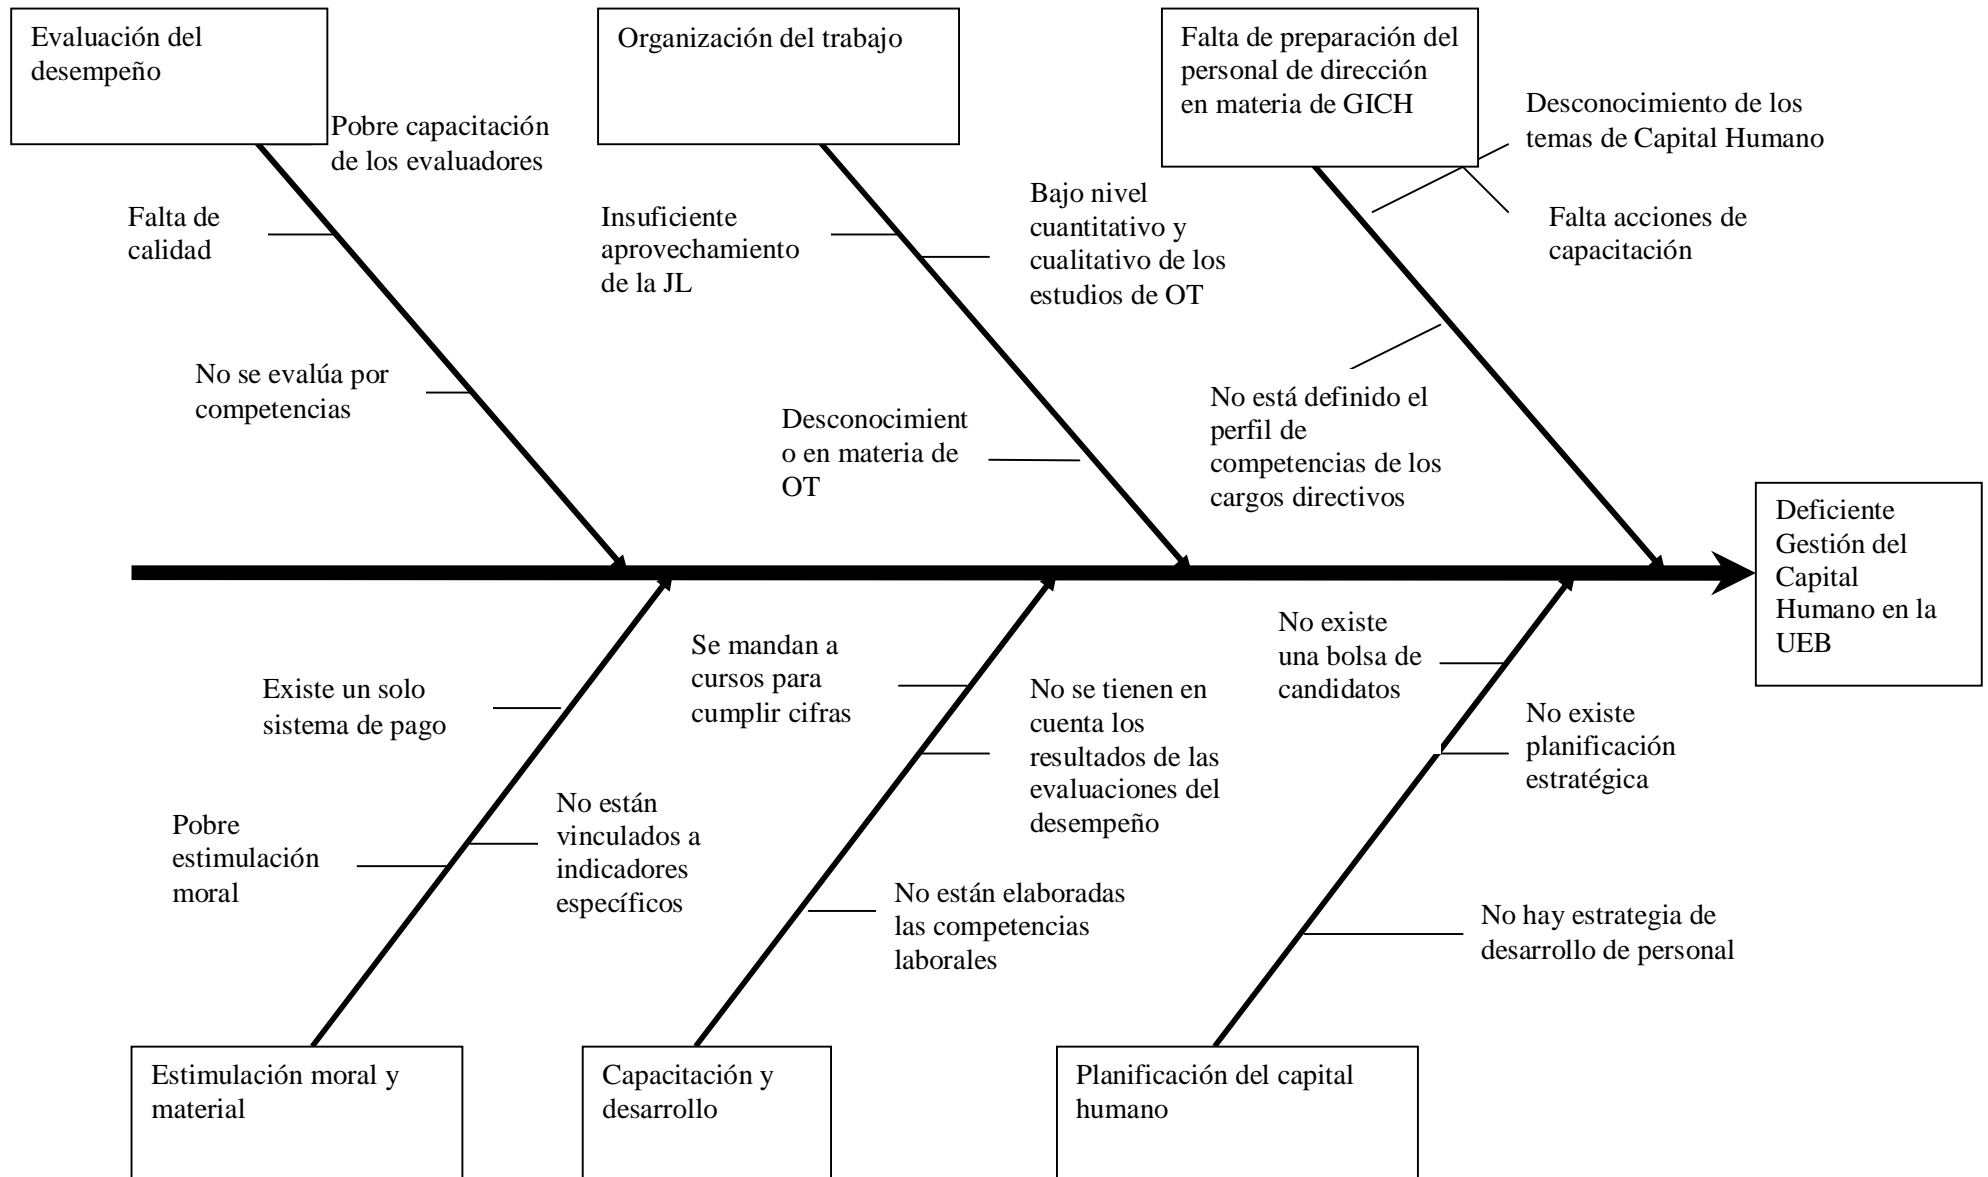 Evaluación del
desempeño
Organización del trabajo
Falta de preparación del
personal de dirección
en materia de GICH
Desconocimiento de los
temas de Capital Humano
Pobre capacitación
de los evaluadores
Falta de
calidad
Insuficiente
aprovechamiento
de la JL
Bajo nivel
cuantitativo y
cualitativo de los
estudios de OT
Falta acciones de
capacitación
No se evalúa por
competencias
Desconocimient
o en materia de
OT
No está definido el
perfil de
competencias de los
cargos directivos
Deficiente
Gestión del
Capital
Humano en la
UEB
Existe un solo
sistema de pago
Se mandan a
cursos para
cumplir cifras
No existe
una bolsa de
candidatos
No se tienen en
cuenta los
resultados de las
evaluaciones del
desempeño
No existe
planificación
estratégica
Pobre
estimulación
moral
No están
vinculados a
indicadores
específicos
No están elaboradas
las competencias
laborales
No hay estrategia de
desarrollo de personal
Estimulación moral y
material
Capacitación y
desarrollo
Planificación del capital
humano